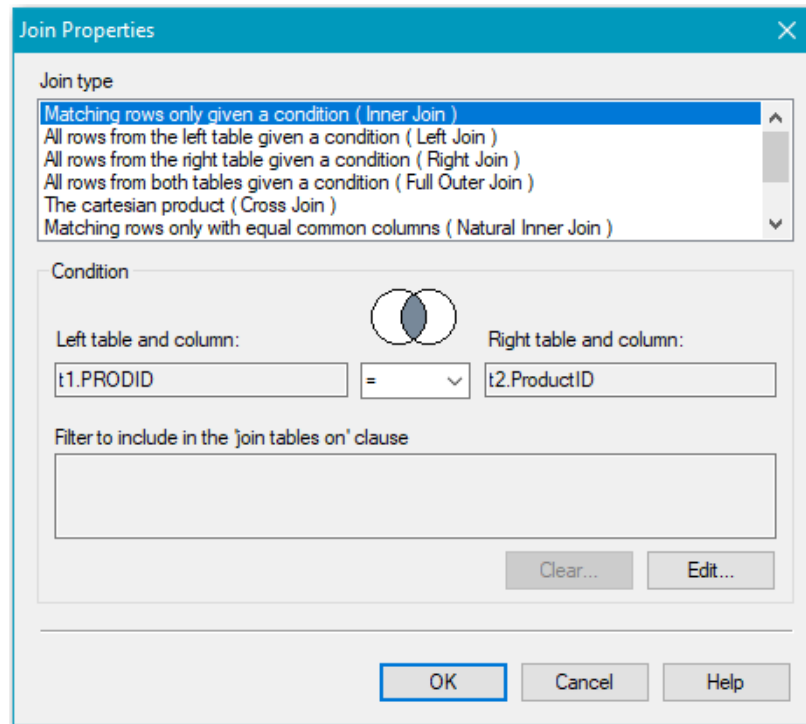 Join Properties
Join type
Matching rows only given a condition ( Inner Join )
All rows from the left table given a condition ( Left Join )
All rows from the right table given a condition ( Right Join )
All rows from both tables given a condition ( Full Outer Join )
The cartesian product ( Cross Join )
Matching rows only with equal common columns ( Natural Inner Join )
Condition
Left table and column: Right table and column:
t1.PRODID = t2.ProductID
Filter to include in the 'join tables on' clause
Clear... Edit...
OK Cancel Help